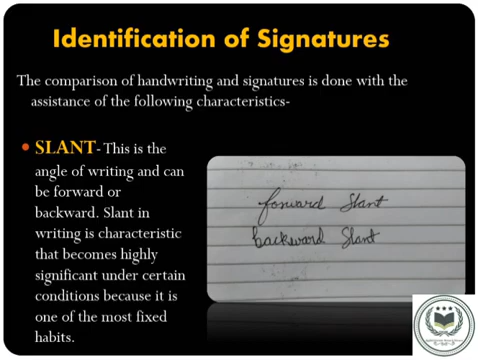 Identification of Signatures
The comparison of handwriting and signatures is done with the
assistance of the following characteristics-
SLANT- This is the
angle of writing and can
be forward or
backward. Slant in
writing is characteristic
that becomes highly
significant under certain
conditions because it is
one of the most fixed
habits.
forward Slant
backward Slant